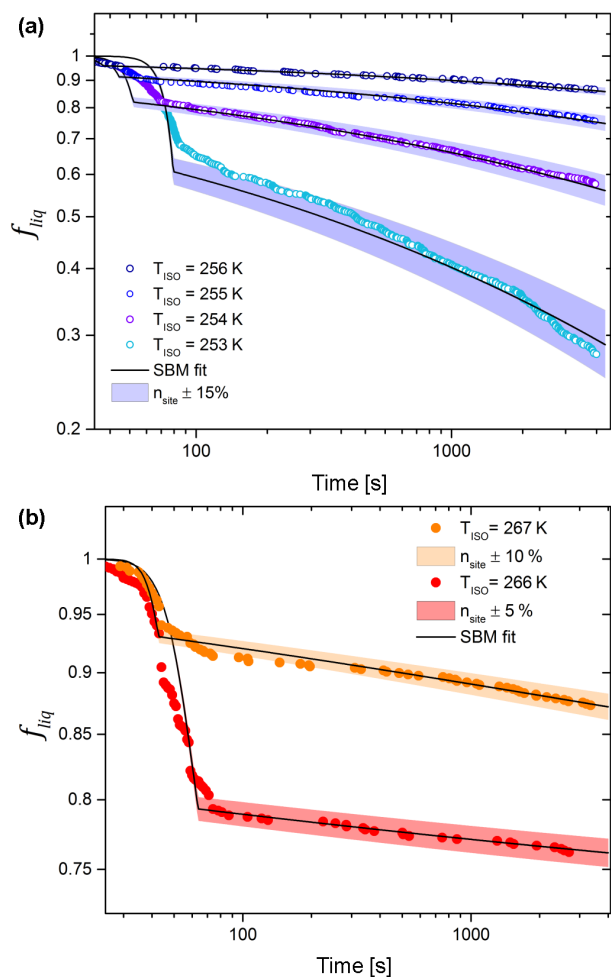 (a)
1
0.9
0.8
0.7
0.6
0.5
0.4
0.3
0.2
f_liq
T_ISO = 256 K
T_ISO = 255 K
T_ISO = 254 K
T_ISO = 253 K
SBM fit
n_site ± 15%
100
1000
Time [s]
(b)
1
0.95
0.9
0.85
0.8
0.75
f_liq
T_ISO = 267 K
n_site ± 10 %
T_ISO = 266 K
n_site ± 5 %
SBM fit
100
1000
Time [s]